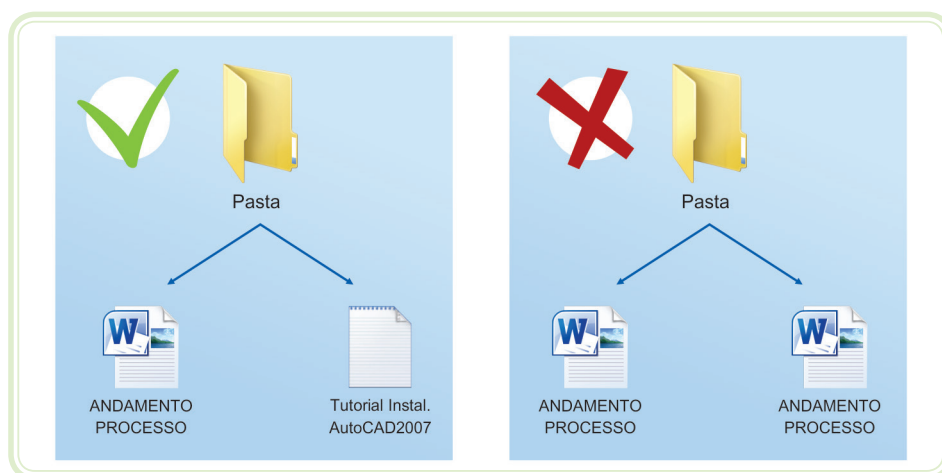 Pasta
W
ANDAMENTO
PROCESSO
Tutorial Instal.
AutoCAD2007
Pasta
W
ANDAMENTO
PROCESSO
W
ANDAMENTO
PROCESSO